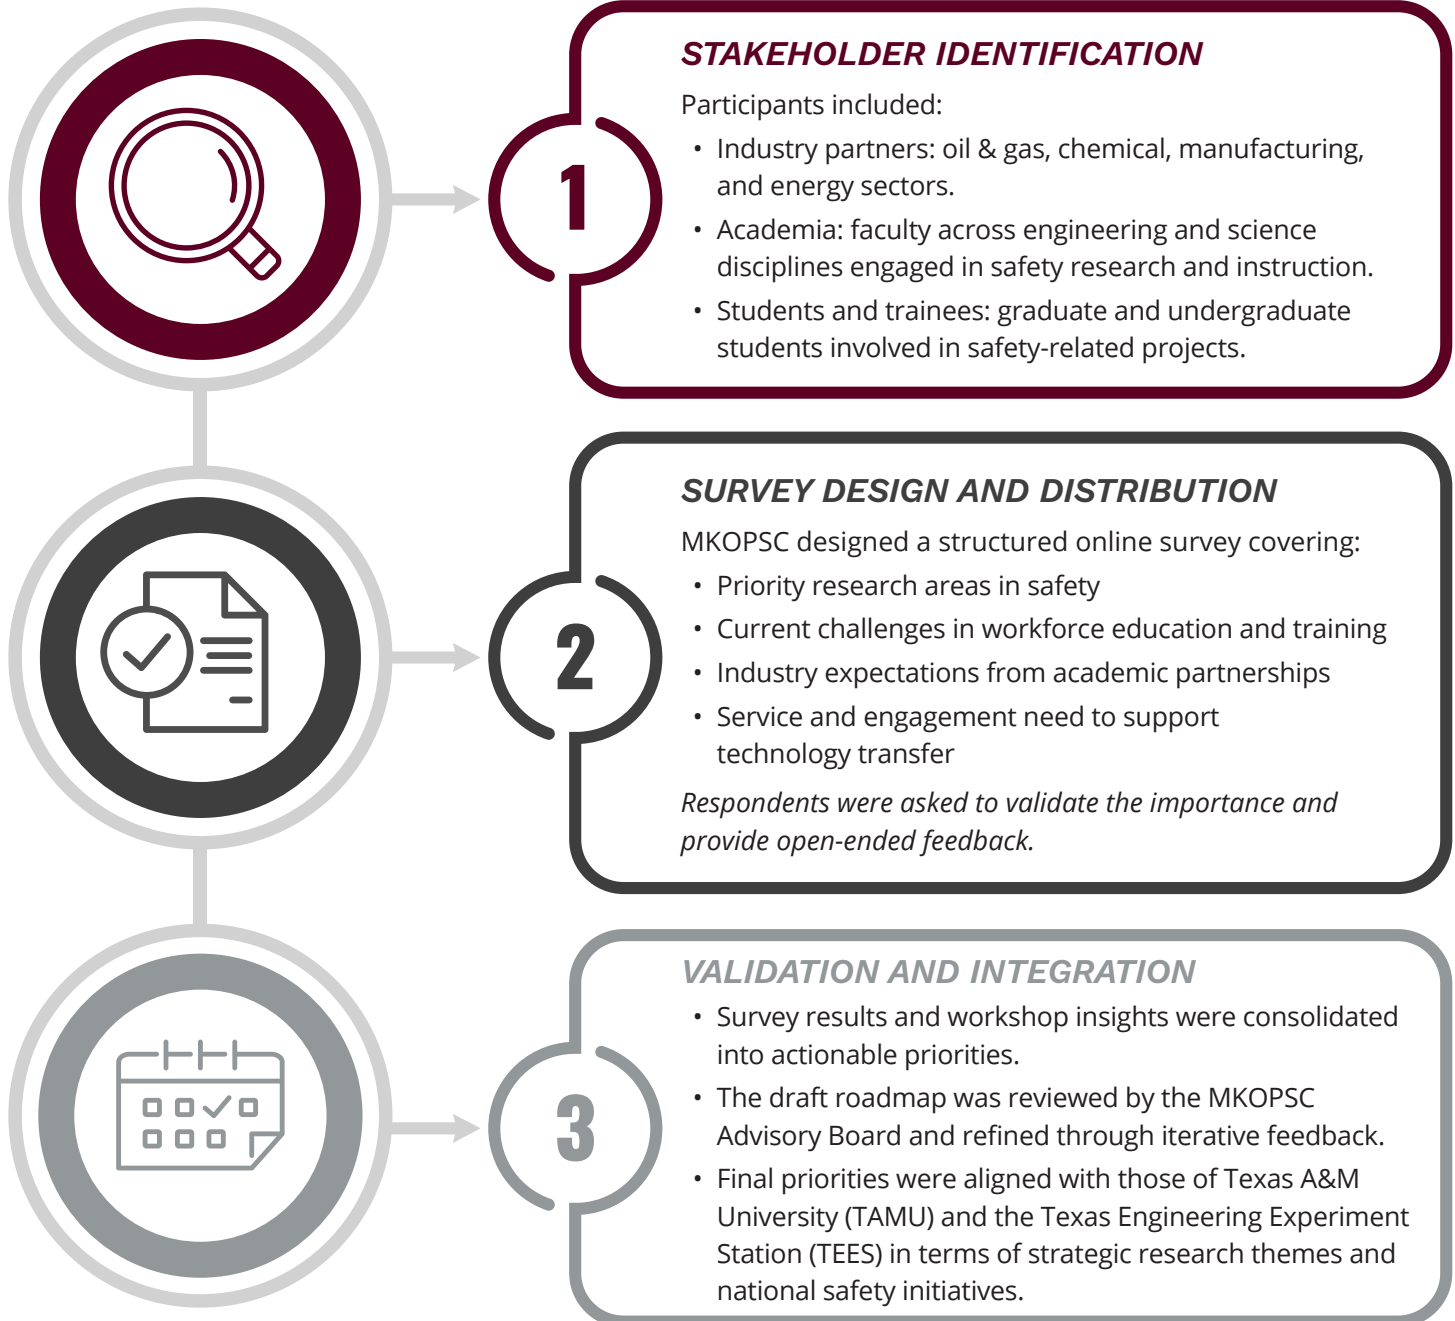 STAKEHOLDER IDENTIFICATION
Participants included:
• Industry partners: oil & gas, chemical, manufacturing,
and energy sectors.
1
• Academia: faculty across engineering and science
disciplines engaged in safety research and instruction.
• Students and trainees: graduate and undergraduate
students involved in safety-related projects.
SURVEY DESIGN AND DISTRIBUTION
MKOPSC designed a structured online survey covering:
• Priority research areas in safety
• Current challenges in workforce education and training
2
• Industry expectations from academic partnerships
• Service and engagement need to support
technology transfer
Respondents were asked to validate the importance and
provide open-ended feedback.
VALIDATION AND INTEGRATION
• Survey results and workshop insights were consolidated
into actionable priorities.
• The draft roadmap was reviewed by the MKOPSC
3
Advisory Board and refined through iterative feedback.
• Final priorities were aligned with those of Texas A&M
University (TAMU) and the Texas Engineering Experiment
Station (TEES) in terms of strategic research themes and
national safety initiatives.